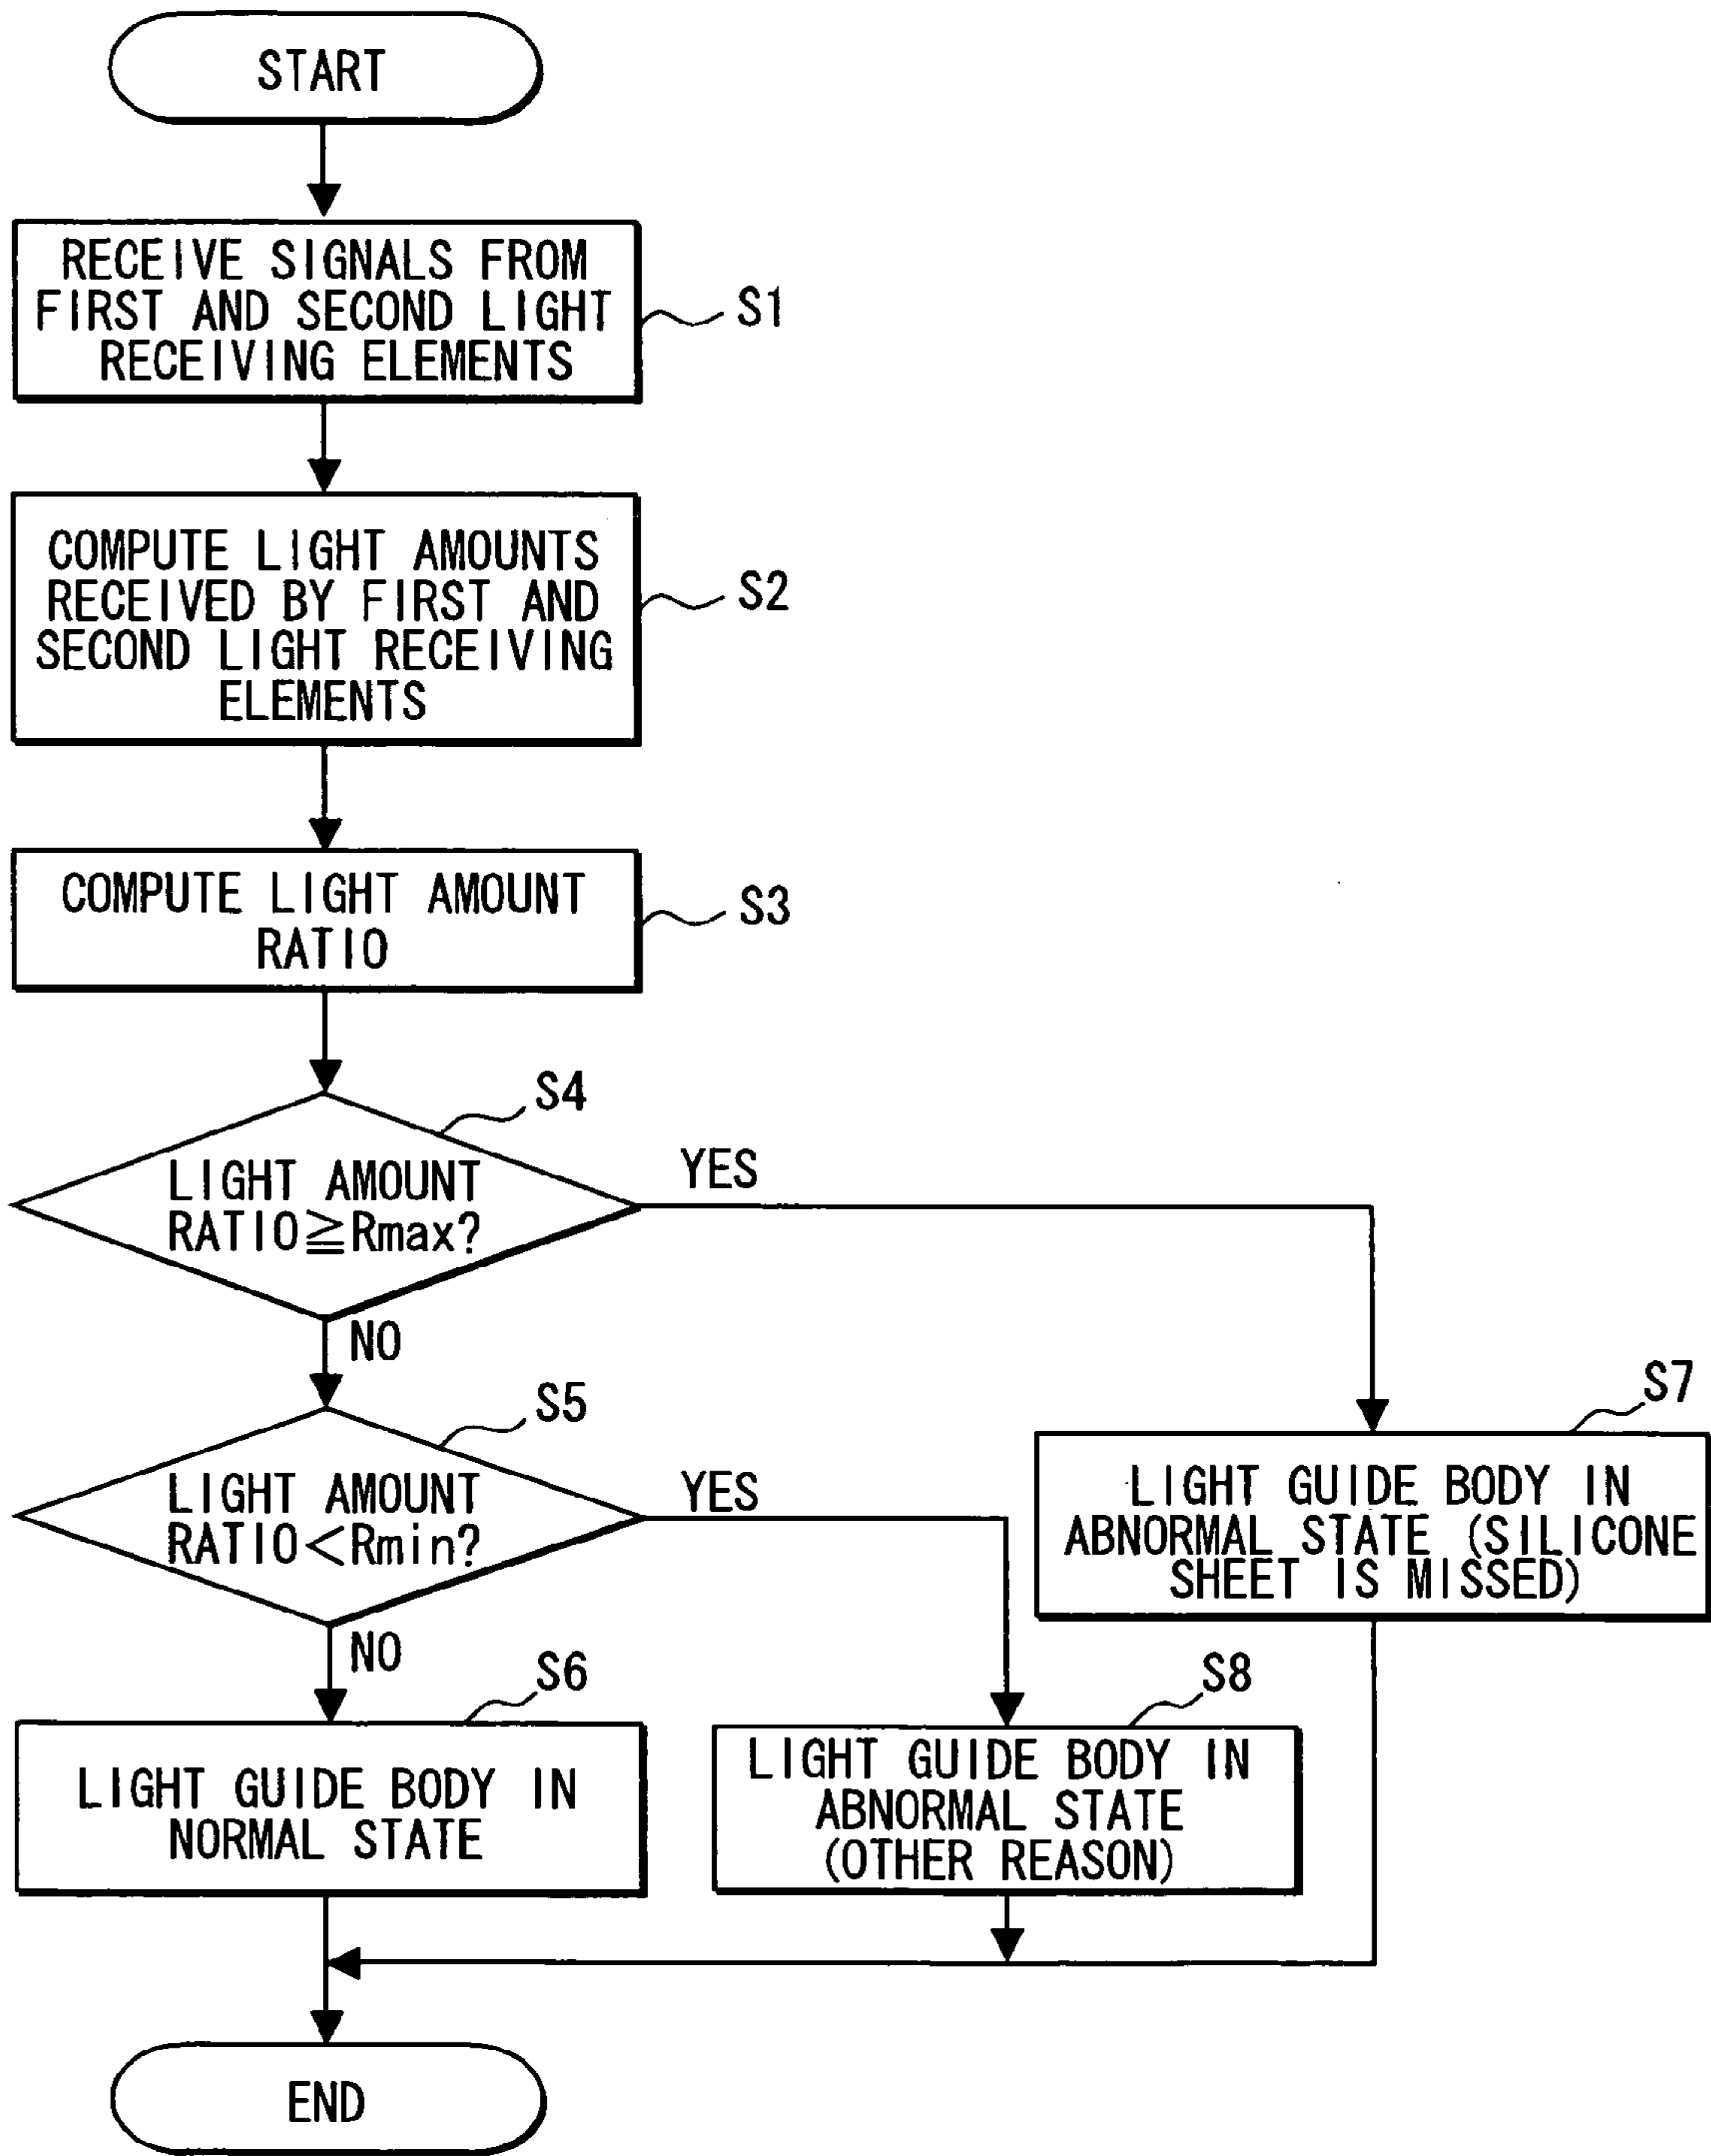 START
RECEIVE SIGNALS FROM
FIRST AND SECOND LIGHT
RECEIVING ELEMENTS
S1
COMPUTE LIGHT AMOUNTS
RECEIVED BY FIRST AND
SECOND LIGHT RECEIVING
ELEMENTS
S2
COMPUTE LIGHT AMOUNT
RATIO
S3
S4
LIGHT AMOUNT
RATIO≧Rmax?
YES
NO
S5
LIGHT AMOUNT
RATIO<Rmin?
YES
NO
S7
LIGHT GUIDE BODY IN
ABNORMAL STATE (SILICONE
SHEET IS MISSED)
S6
LIGHT GUIDE BODY IN
NORMAL STATE
S8
LIGHT GUIDE BODY IN
ABNORMAL STATE
(OTHER REASON)
END